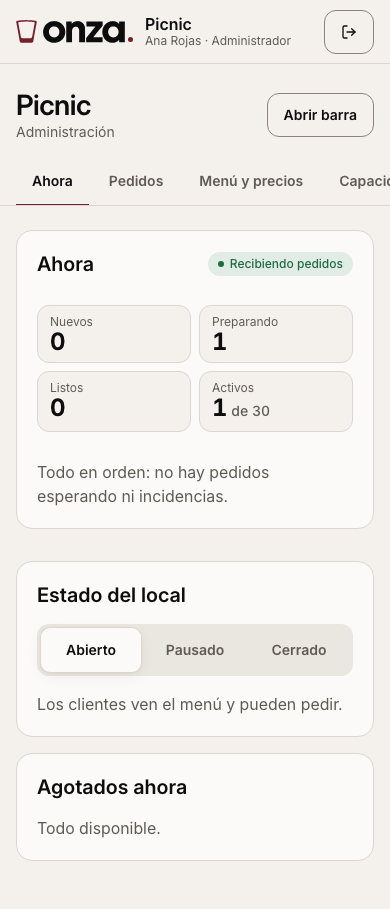 onza.
Picnic
Ana Rojas · Administrador
Picnic
Administración
Abrir barra
Ahora
Pedidos
Menú y precios
Capacid
Ahora
Recibiendo pedidos
Nuevos
0
Preparando
1
Listos
0
Activos
1 de 30
Todo en orden: no hay pedidos
esperando ni incidencias.
Estado del local
Abierto
Pausado
Cerrado
Los clientes ven el menú y pueden pedir.
Agotados ahora
Todo disponible.